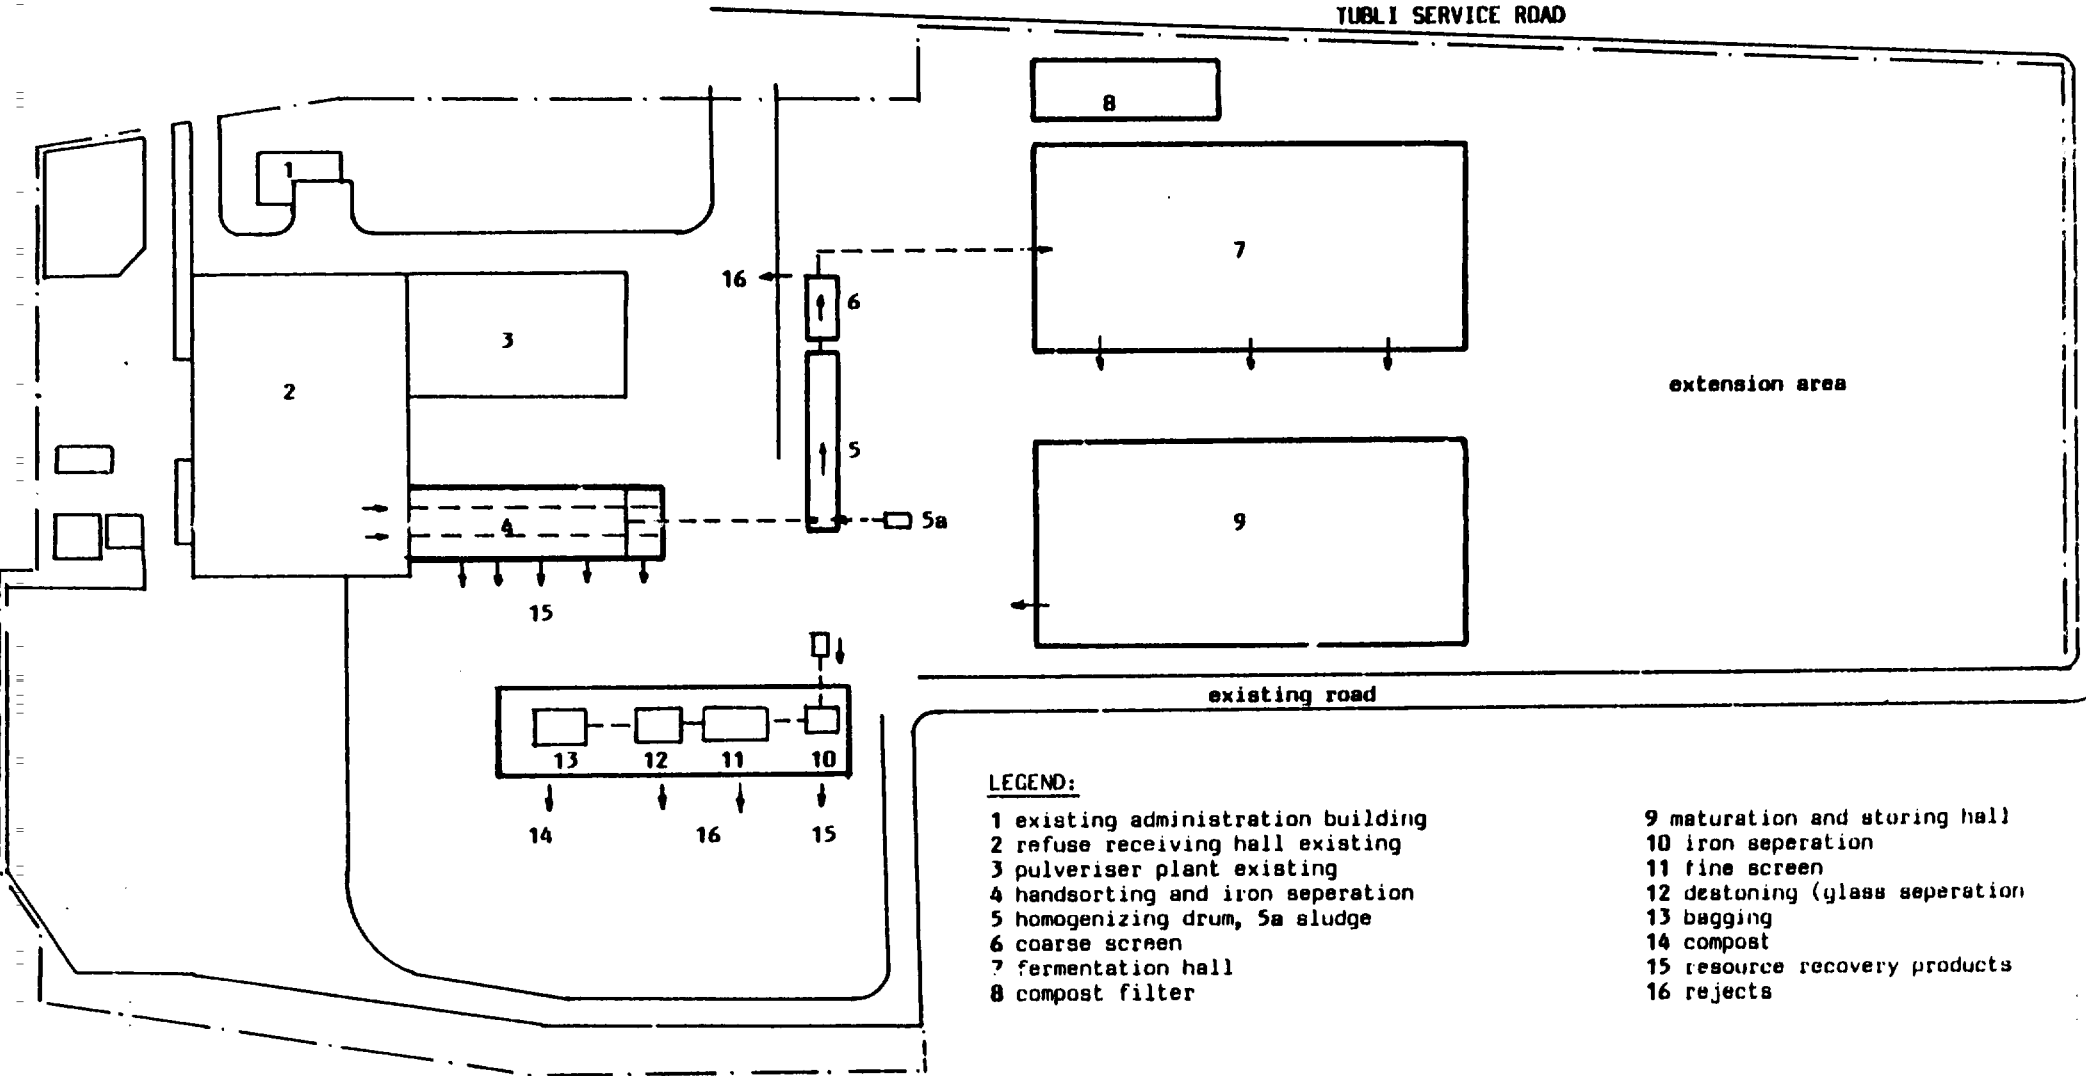 TUBLI SERVICE ROAD
8
1
7
16
6
3
2
extension area
5
4
5a
9
15
existing road
13 12 11 10
14 16 15
LEGEND:
1 existing administration building
2 refuse receiving hall existing
3 pulveriser plant existing
4 handsorting and iron seperation
5 homogenizing drum, 5a sludge
6 coarse screen
7 fermentation hall
8 compost filter
9 maturation and storing hall
10 iron seperation
11 fine screen
12 destoning (glass seperation
13 bagging
14 compost
15 resource recovery products
16 rejects